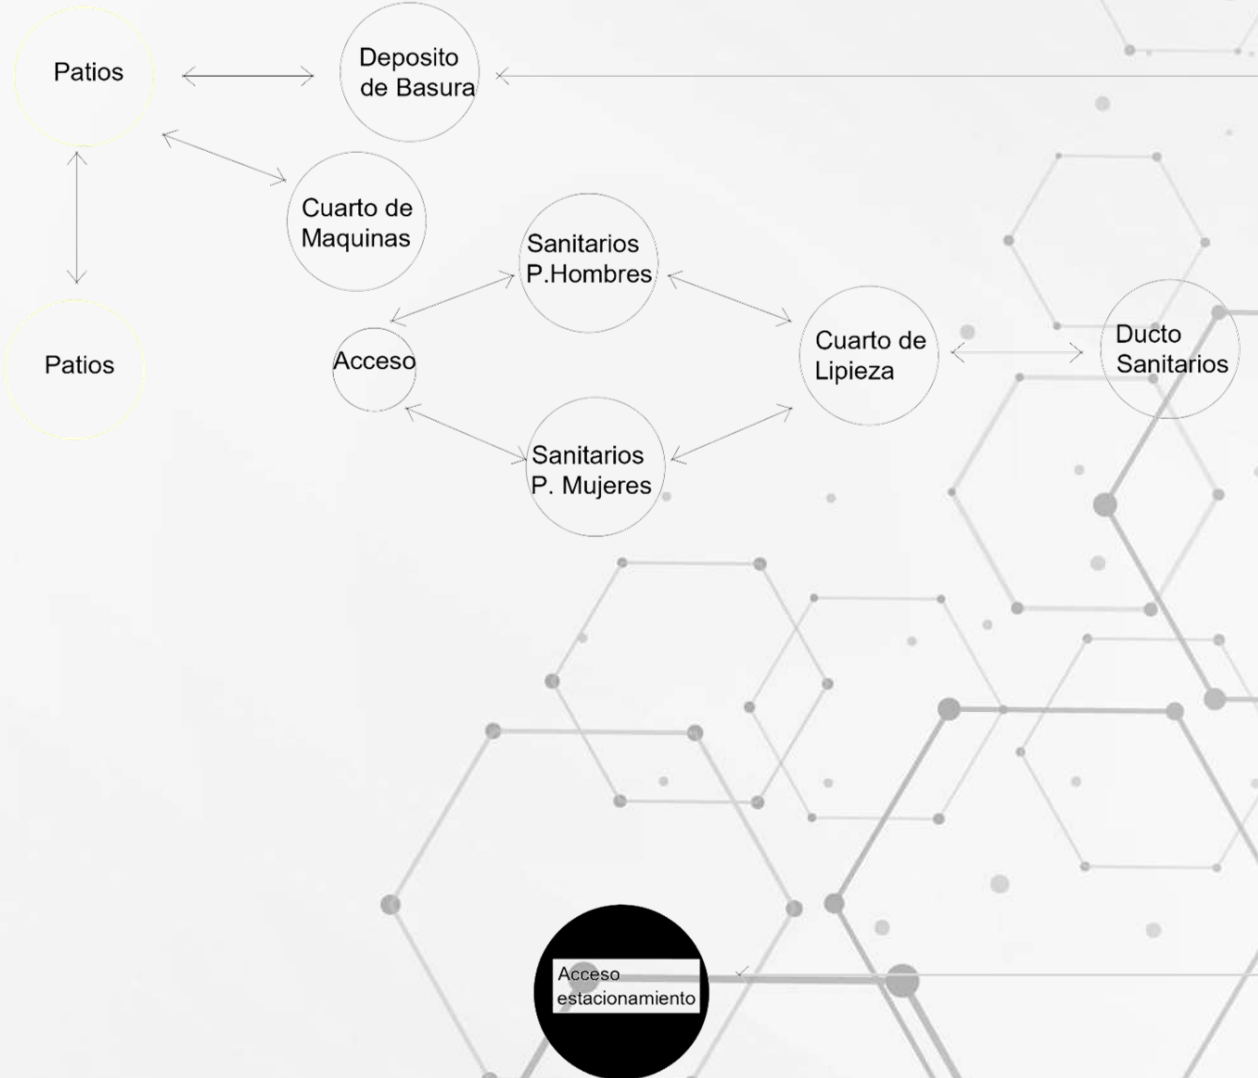 Patios
Deposito
de Basura
Cuarto de
Maquinas
Sanitarios
P.Hombres
Patios
Acceso
Cuarto de
Lipieza
Ducto
Sanitarios
Sanitarios
P. Mujeres
Acceso
estacionamiento